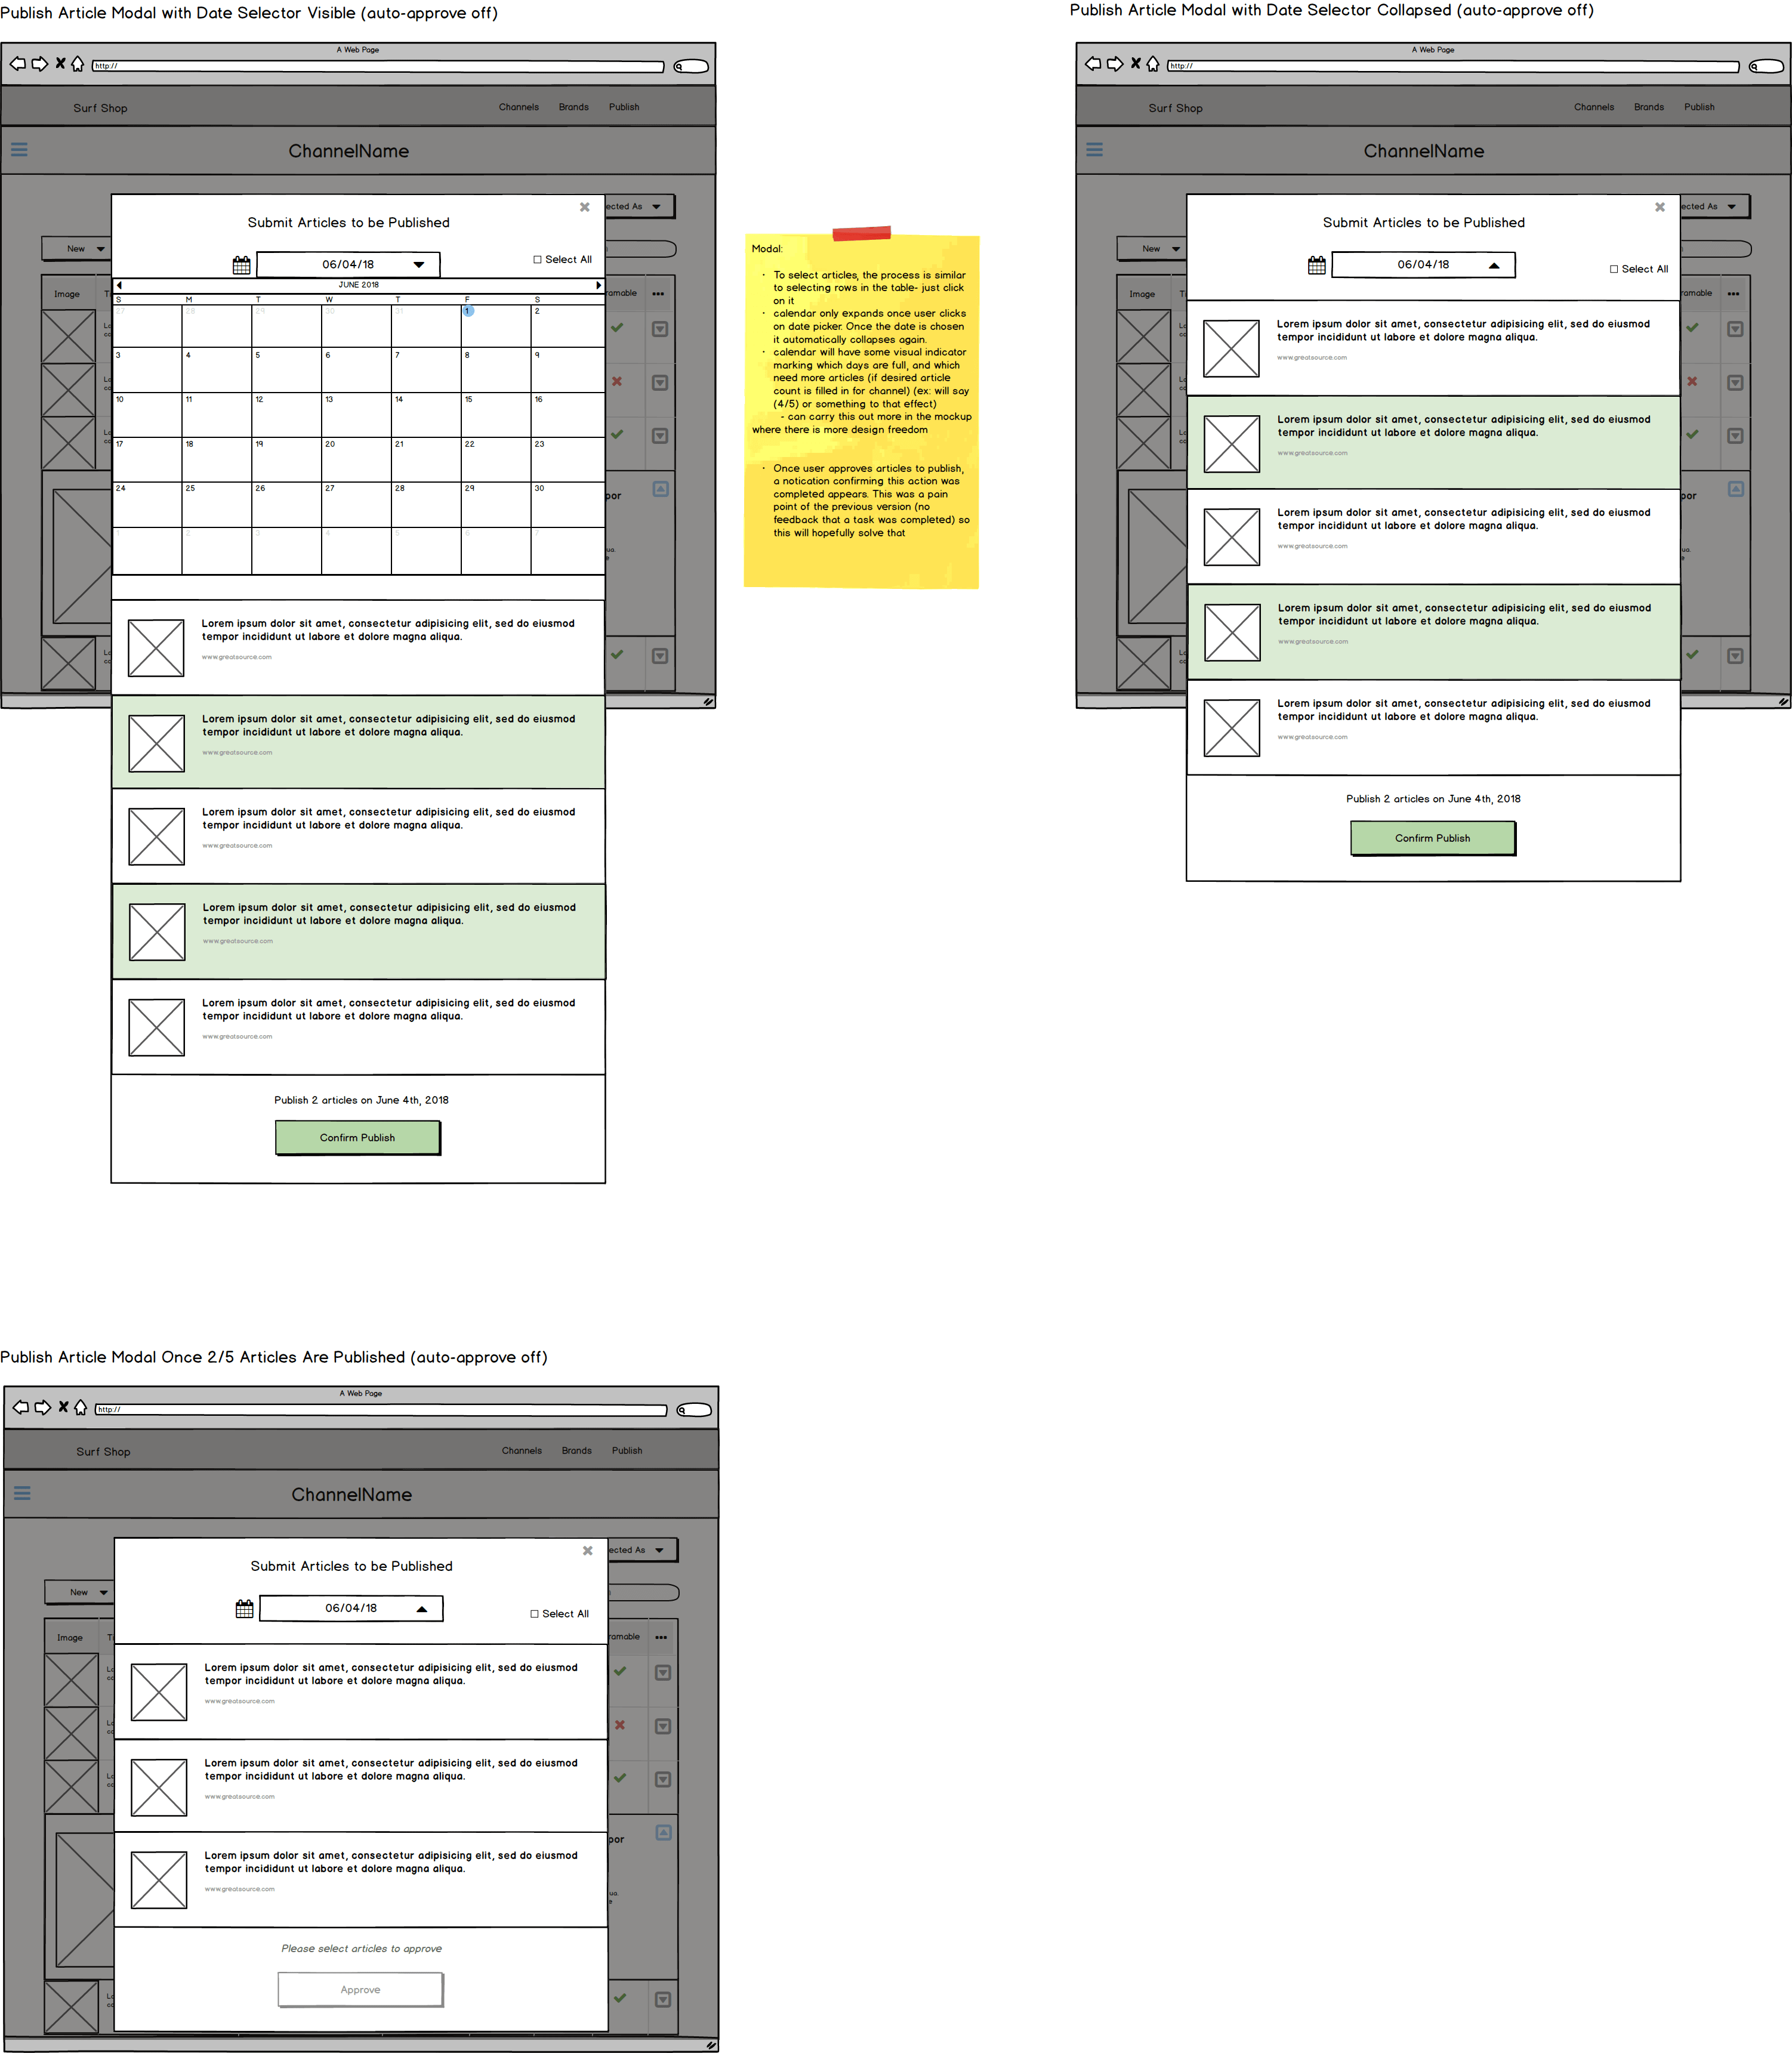 Publish Article Modal with Date Selector Visible (auto-approve off)
A Web Page
http://
Surf Shop
Channels Brands Publish
ChannelName
ected As
Submit Articles to be Published
New
06/04/18
Select All
Image
ramable
JUNE 2018
S M T W T F S
27 28 29 30 31 1 2
3 4 5 6 7 8 9
10 11 12 13 14 15 16
17 18 19 20 21 22 23
24 25 26 27 28 29 30
1 2 3 4 5 6 7
por
Lorem ipsum dolor sit amet, consectetur adipisicing elit, sed do eiusmod
tempor incididunt ut labore et dolore magna aliqua.
www.greatsource.com
Lorem ipsum dolor sit amet, consectetur adipisicing elit, sed do eiusmod
tempor incididunt ut labore et dolore magna aliqua.
www.greatsource.com
Lorem ipsum dolor sit amet, consectetur adipisicing elit, sed do eiusmod
tempor incididunt ut labore et dolore magna aliqua.
www.greatsource.com
Lorem ipsum dolor sit amet, consectetur adipisicing elit, sed do eiusmod
tempor incididunt ut labore et dolore magna aliqua.
www.greatsource.com
Lorem ipsum dolor sit amet, consectetur adipisicing elit, sed do eiusmod
tempor incididunt ut labore et dolore magna aliqua.
www.greatsource.com
Publish 2 articles on June 4th, 2018
Confirm Publish
Modal:
· To select articles, the process is similar
to selecting rows in the table- just click
on it
· calendar only expands once user clicks
on date picker. Once the date is chosen
it automatically collapses again.
· calendar will have some visual indicator
marking which days are full, and which
need more articles (if desired article
count is filled in for channel) (ex: will say
(4/5) or something to that effect)
- can carry this out more in the mockup
where there is more design freedom
· Once user approves articles to publish,
a notication confirming this action was
completed appears. This was a pain
point of the previous version (no
feedback that a task was completed) so
this will hopefully solve that
Publish Article Modal with Date Selector Collapsed (auto-approve off)
A Web Page
http://
Surf Shop
Channels Brands Publish
ChannelName
ected As
Submit Articles to be Published
New
06/04/18
Select All
Image
ramable
por
Lorem ipsum dolor sit amet, consectetur adipisicing elit, sed do eiusmod
tempor incididunt ut labore et dolore magna aliqua.
www.greatsource.com
Lorem ipsum dolor sit amet, consectetur adipisicing elit, sed do eiusmod
tempor incididunt ut labore et dolore magna aliqua.
www.greatsource.com
Lorem ipsum dolor sit amet, consectetur adipisicing elit, sed do eiusmod
tempor incididunt ut labore et dolore magna aliqua.
www.greatsource.com
Lorem ipsum dolor sit amet, consectetur adipisicing elit, sed do eiusmod
tempor incididunt ut labore et dolore magna aliqua.
www.greatsource.com
Lorem ipsum dolor sit amet, consectetur adipisicing elit, sed do eiusmod
tempor incididunt ut labore et dolore magna aliqua.
www.greatsource.com
Publish 2 articles on June 4th, 2018
Confirm Publish
Publish Article Modal Once 2/5 Articles Are Published (auto-approve off)
A Web Page
http://
Surf Shop
Channels Brands Publish
ChannelName
ected As
Submit Articles to be Published
New
06/04/18
Select All
Image
ramable
por
Lorem ipsum dolor sit amet, consectetur adipisicing elit, sed do eiusmod
tempor incididunt ut labore et dolore magna aliqua.
www.greatsource.com
Lorem ipsum dolor sit amet, consectetur adipisicing elit, sed do eiusmod
tempor incididunt ut labore et dolore magna aliqua.
www.greatsource.com
Lorem ipsum dolor sit amet, consectetur adipisicing elit, sed do eiusmod
tempor incididunt ut labore et dolore magna aliqua.
www.greatsource.com
Please select articles to approve
Approve